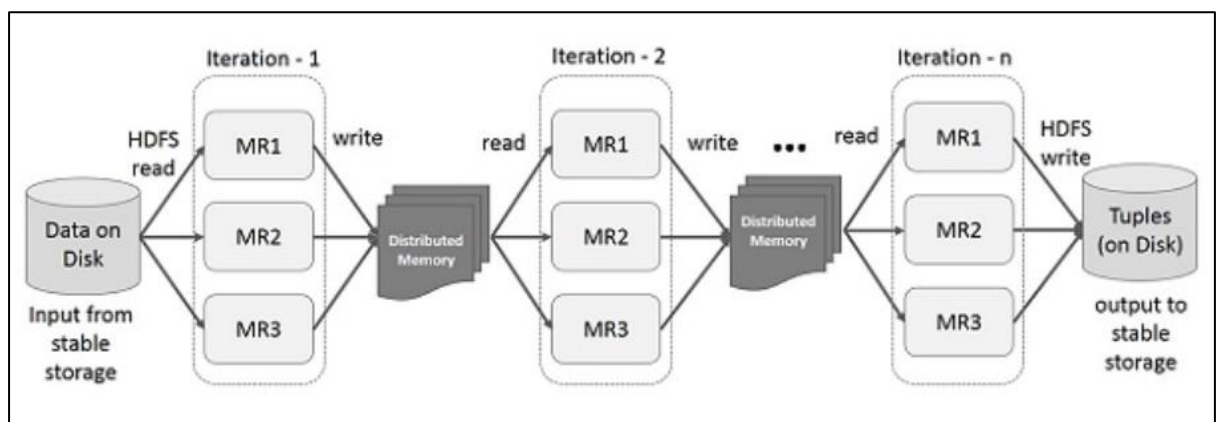 Iteration - 1
Iteration - 2
Iteration - n
HDFS
read
write
read
write
...
read
HDFS
write
MR1
MR2
MR3
MR1
MR2
MR3
MR1
MR2
MR3
Data on
Disk
Distributed
Memory
Distributed
Memory
Tuples
(on Disk)
Input from
stable
storage
output to
stable
storage